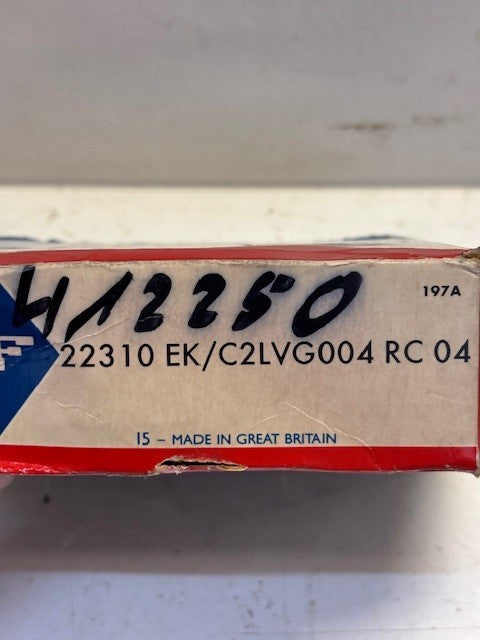 412250
197A
F
22310 EK/C2LVG004 RC 04
15 – MADE IN GREAT BRITAIN